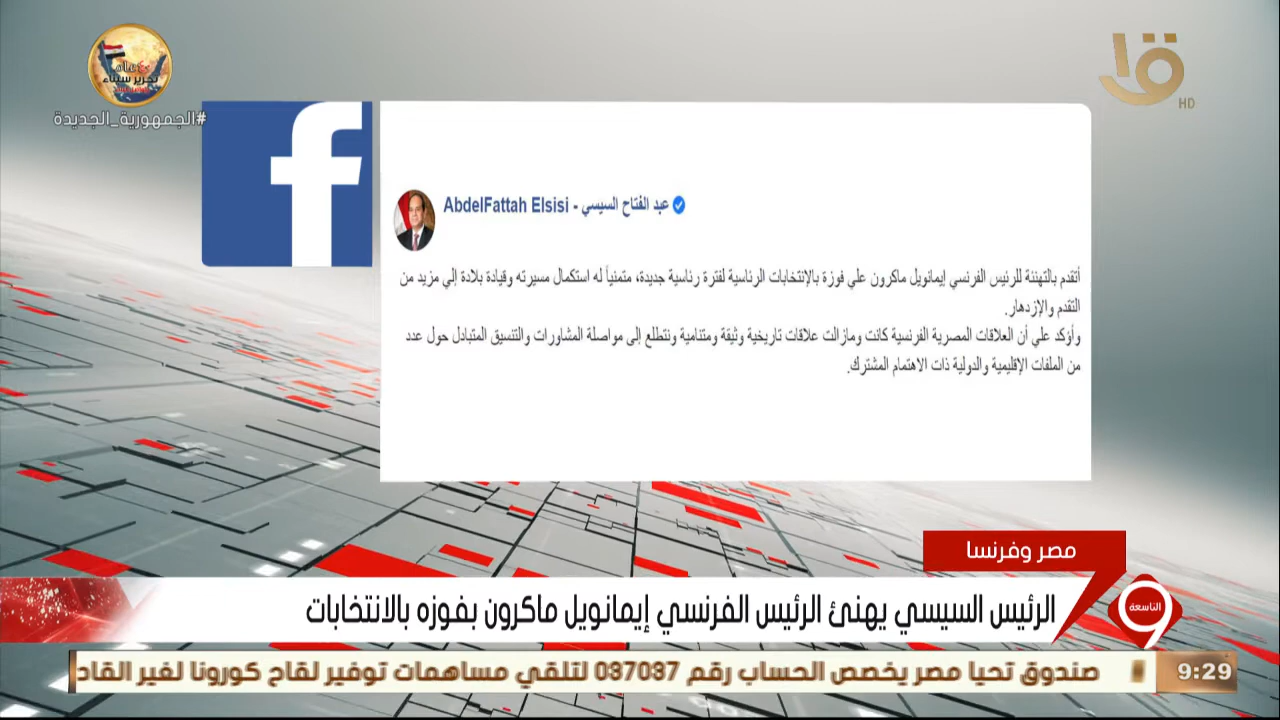 تحرير سيناء
#الجمهورية_الجديدة
HD
عبد الفتاح السيسي - AbdelFattah Elsisi
أتقدم بالتهنئة للرئيس الفرنسي إيمانويل ماكرون علي فوزة بالإنتخابات الرئاسية لفترة رئاسية جديدة، متمنياً له استكمال مسيرته وقيادة بلادة إلي مزيد من
التقدم والإزدهار.
وأؤكد علي أن العلاقات المصرية الفرنسية كانت ومازالت علاقات تاريخية وثيقة ومتنامية ونتطلع إلى مواصلة المشاورات والتنسيق المتبادل حول عدد
من الملفات الإقليمية والدولية ذات الاهتمام المشترك.
مصر وفرنسا
التاسعة
الرئيس السيسي يهنئ الرئيس الفرنسي إيمانويل ماكرون بفوزه بالانتخابات
9:29
صندوق تحيا مصر يخصص الحساب رقم 037037 لتلقي مساهمات توفير لقاح كورونا لغير القاد